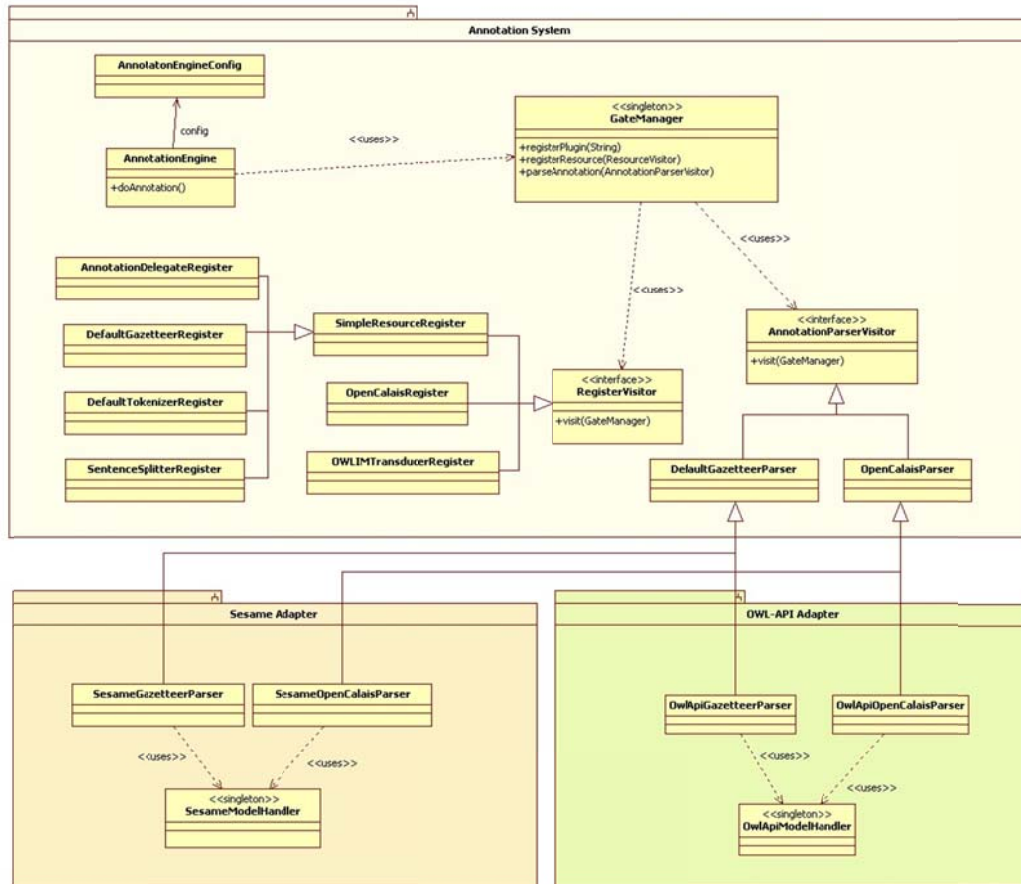 Annotation System
AnnolatonEngineConfig
config
<<uses>>
AnnotationEngine
+doAnnotation()
<<singleton>>
GateManager
+registerPlugin(String)
+registerResource(ResourceVisitor)
+parseAnnotation(AnnotationParserVisitor)
<<uses>>
<<uses>>
AnnotationDelegateRegister
DefaultGazetteerRegister
DefaultTokenizerRegister
SentenceSplitterRegister
SimpleResourceRegister
OpenCalaisRegister
OWLIMTransducerRegister
<<interface>>
RegisterVisitor
+visit(GateManager)
<<interface>>
AnnotationParserVisitor
+visit(GateManager)
DelaultGazetteerParser
OpenCalaisParser
Sesame Adapter
SesameGazetteerParser
SesameOpenCalaisParser
<<uses>>
<<uses>>
<<singleton>>
SesameModelHandler
OWL-API Adapter
OwlApiGazetteerParser
OwlApiOpenCalaisParser
<<uses>>
<<uses>>
<<singleton>>
OwlApiModelHandler